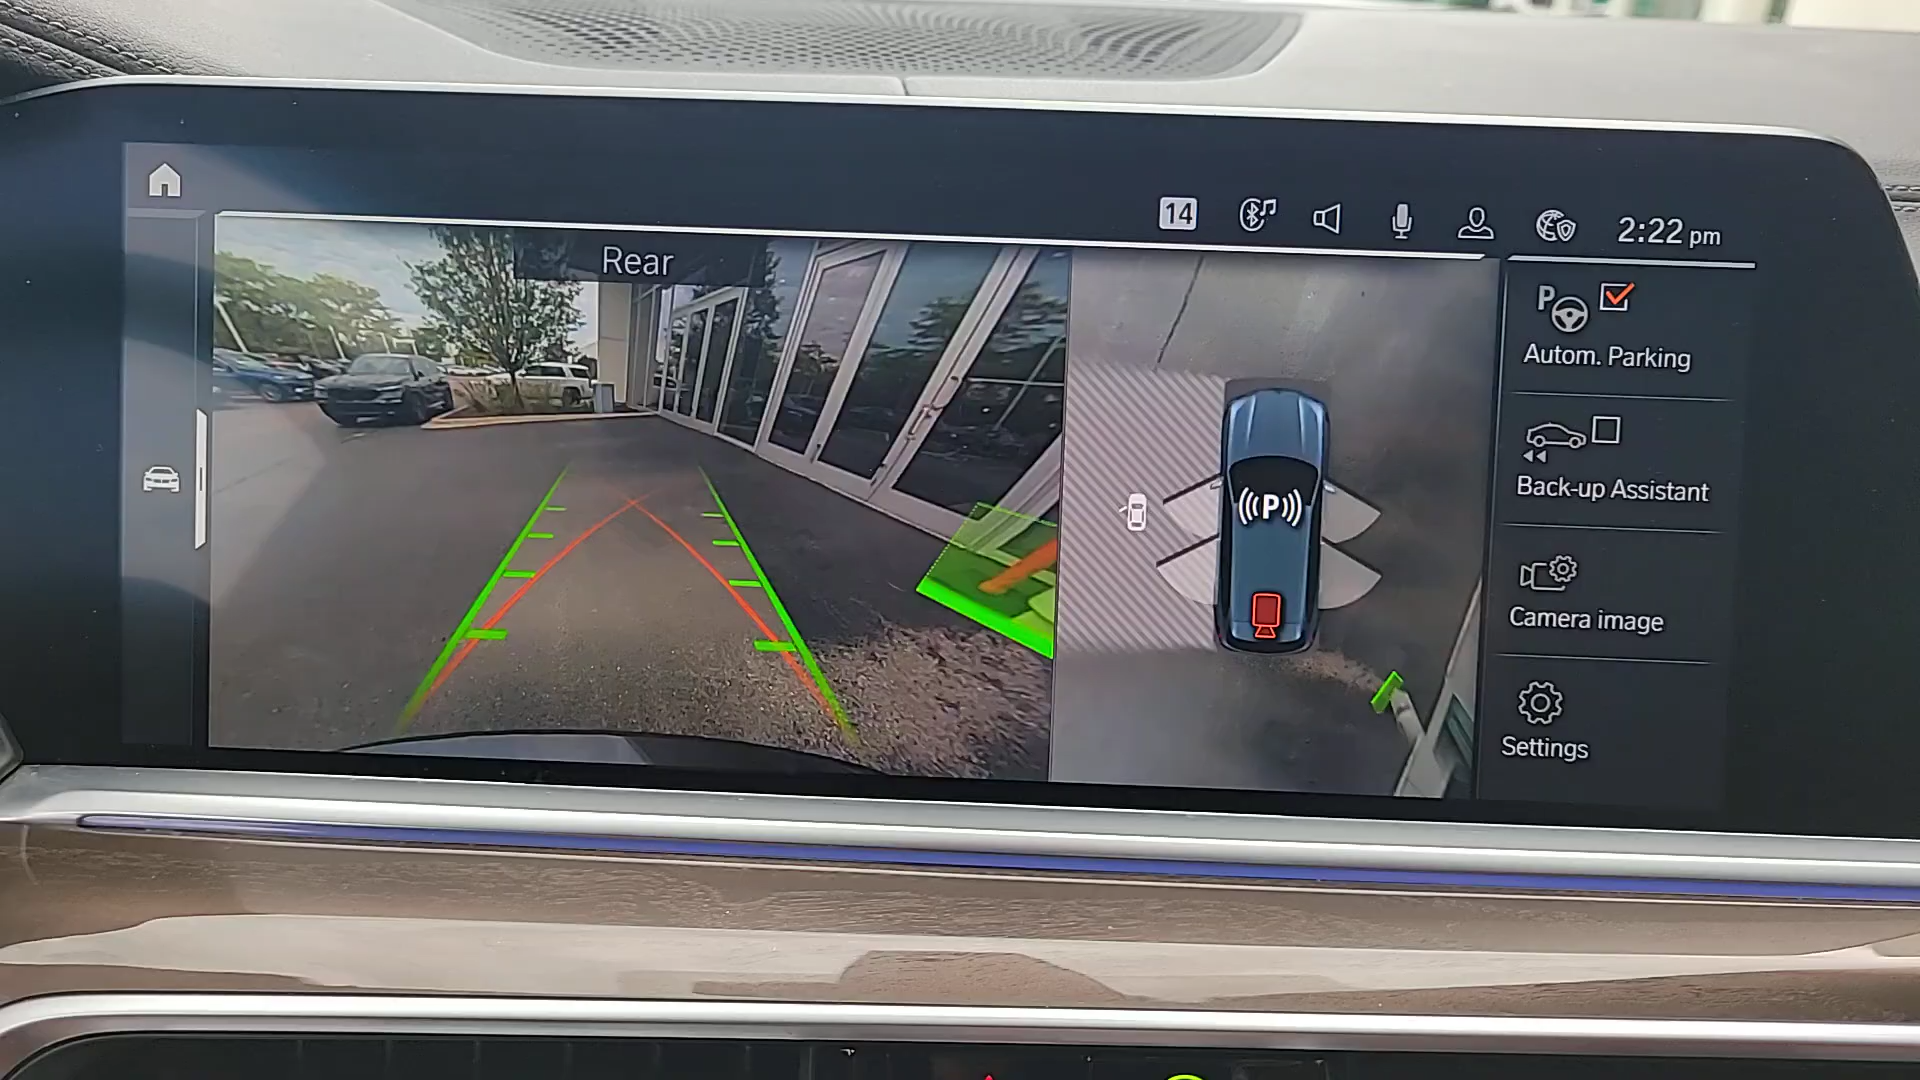 14
2:22 pm
Rear
P
Autom. Parking
Back-up Assistant
Camera image
Settings
((P))